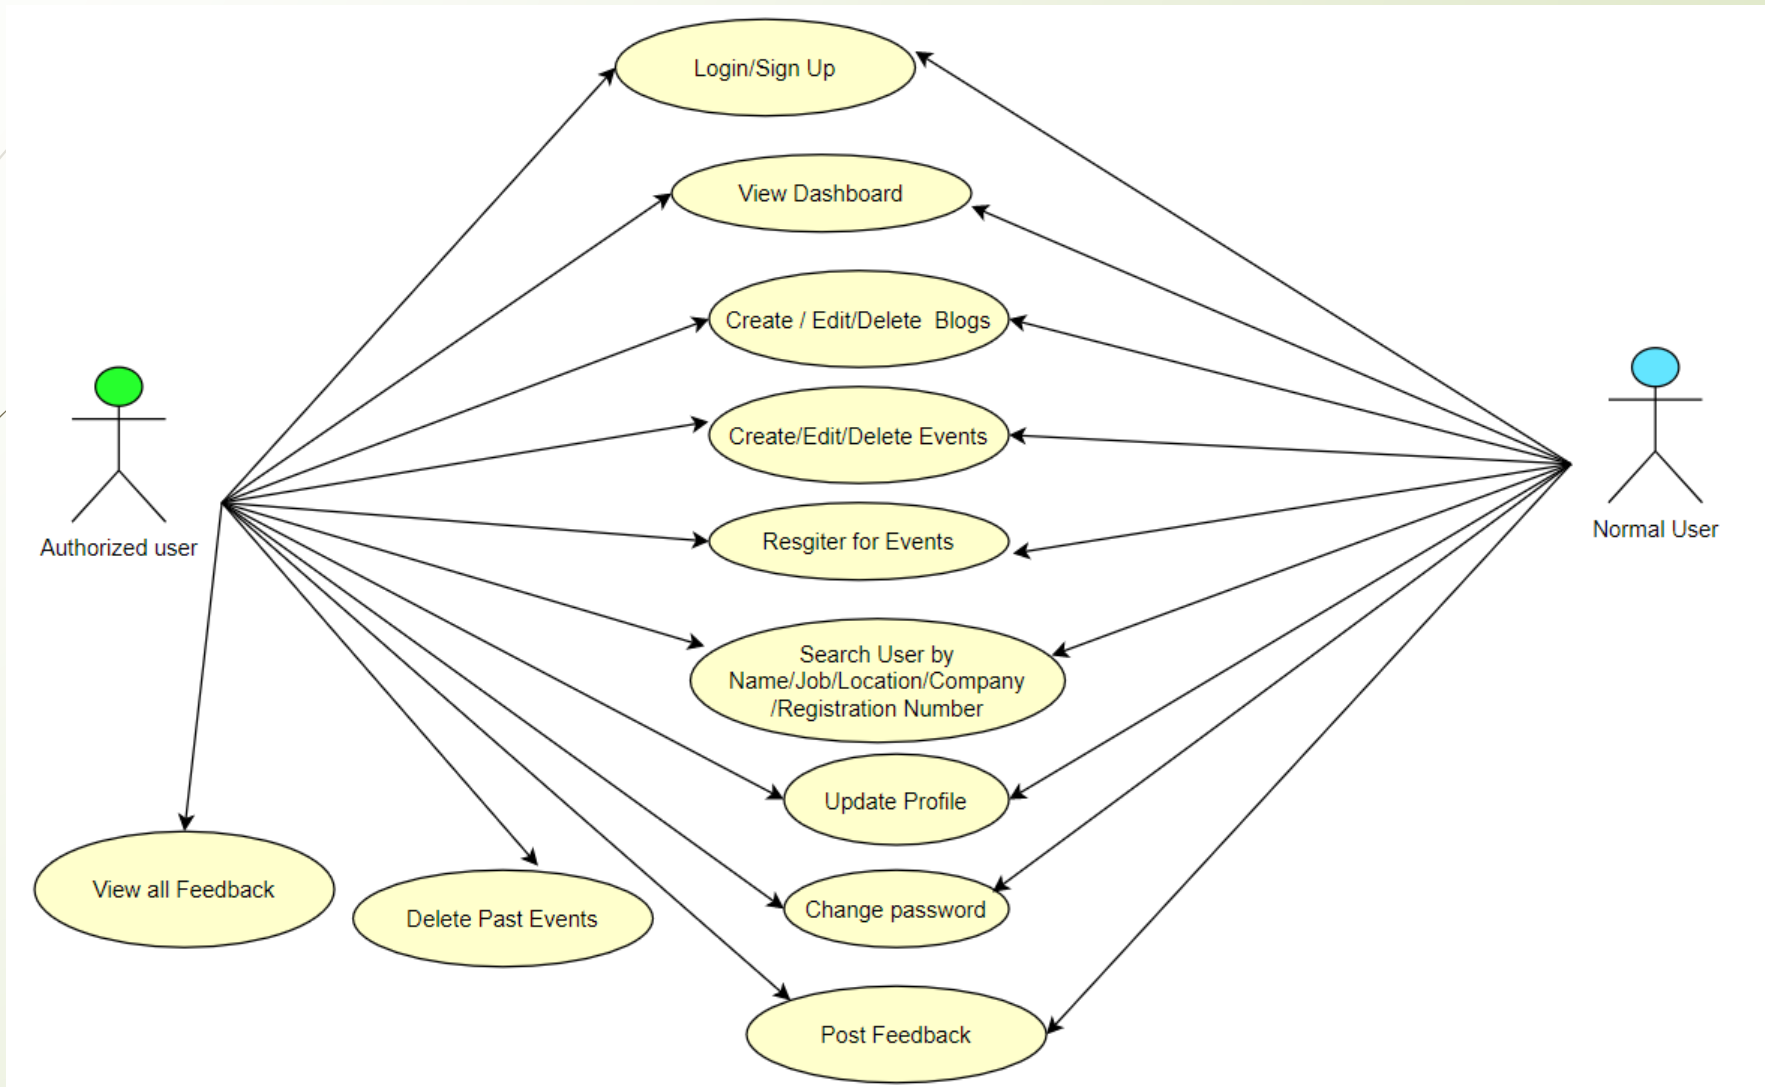 Login/Sign Up
View Dashboard
Create / Edit/Delete  Blogs
Create/Edit/Delete Events
Authorized user
Normal User
Resgiter for Events
Search User by
Name/Job/Location/Company
/Registration Number
Update Profile
View all Feedback
Delete Past Events
Change password
Post Feedback